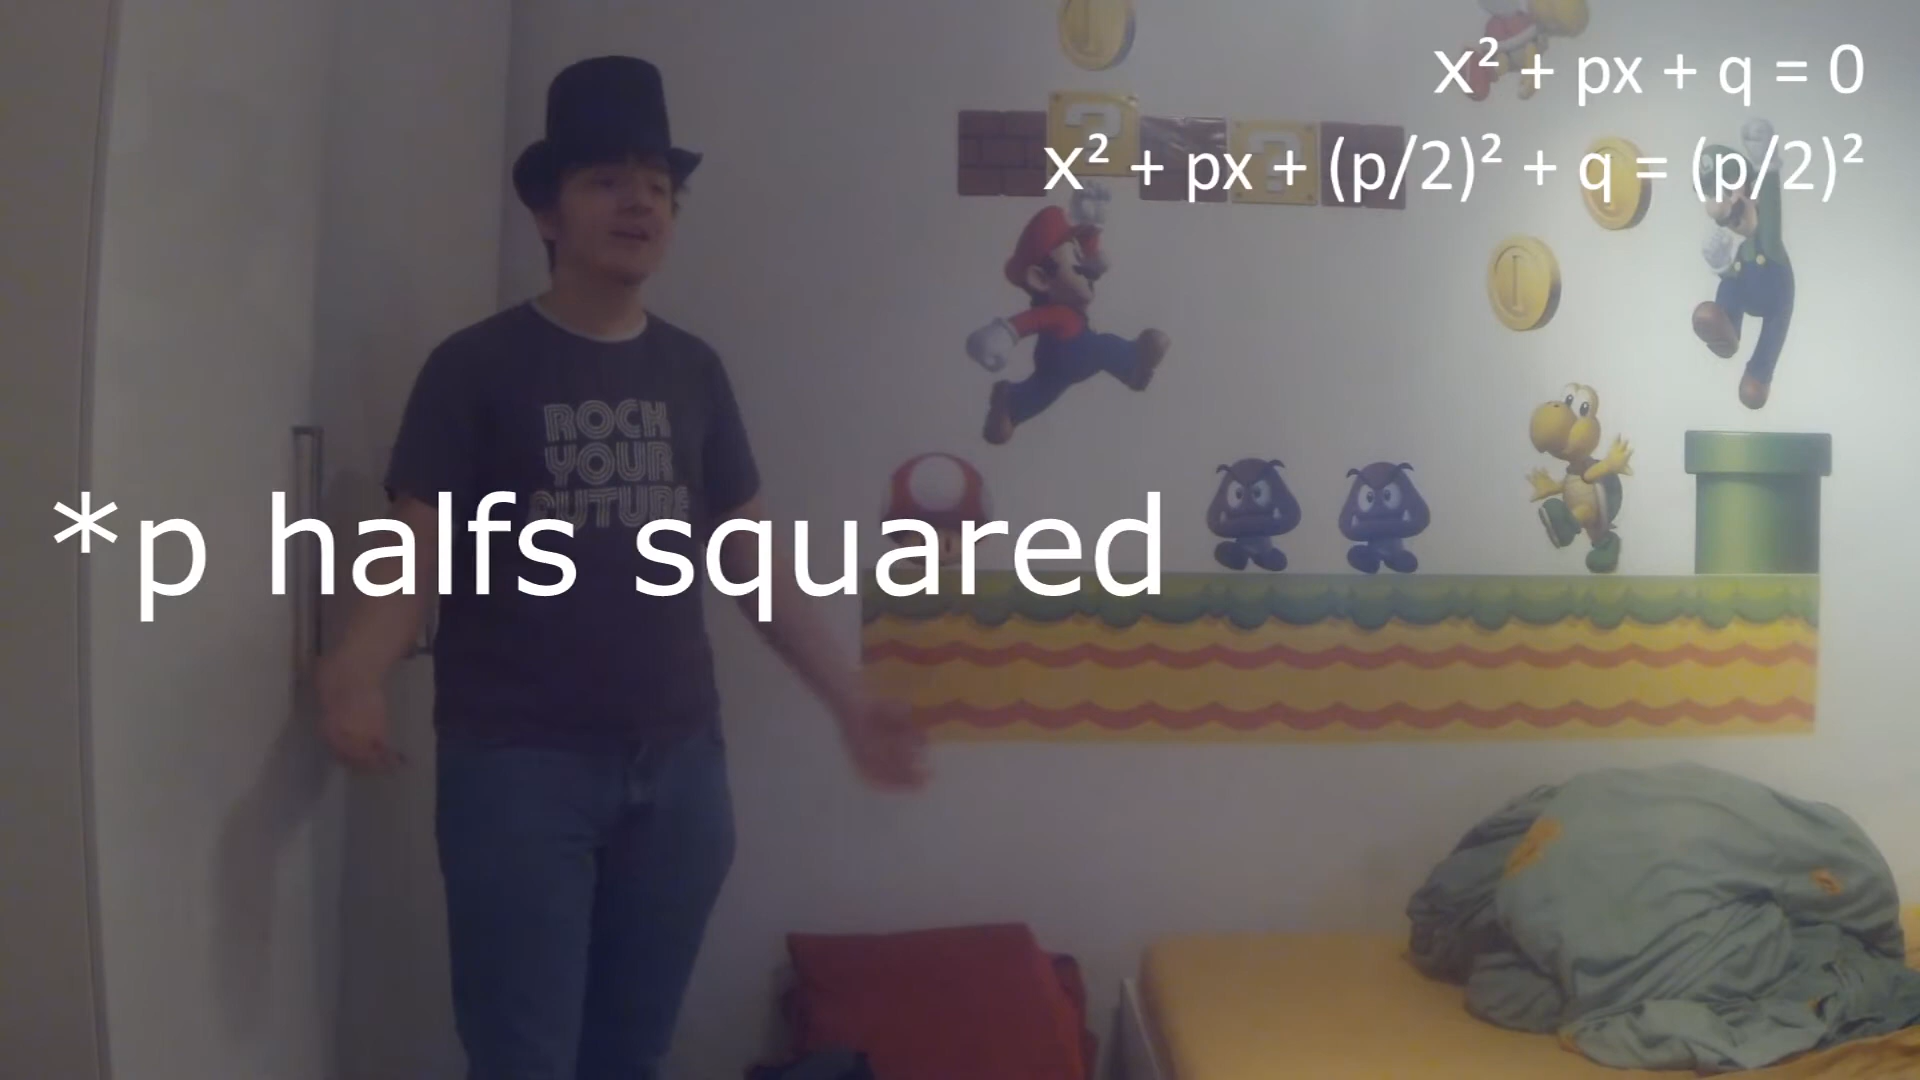 x² + px + q = 0
x² + px + (p/2)² + q = (p/2)²
ROCK
YOUR
FUTURE
*p halfs squared